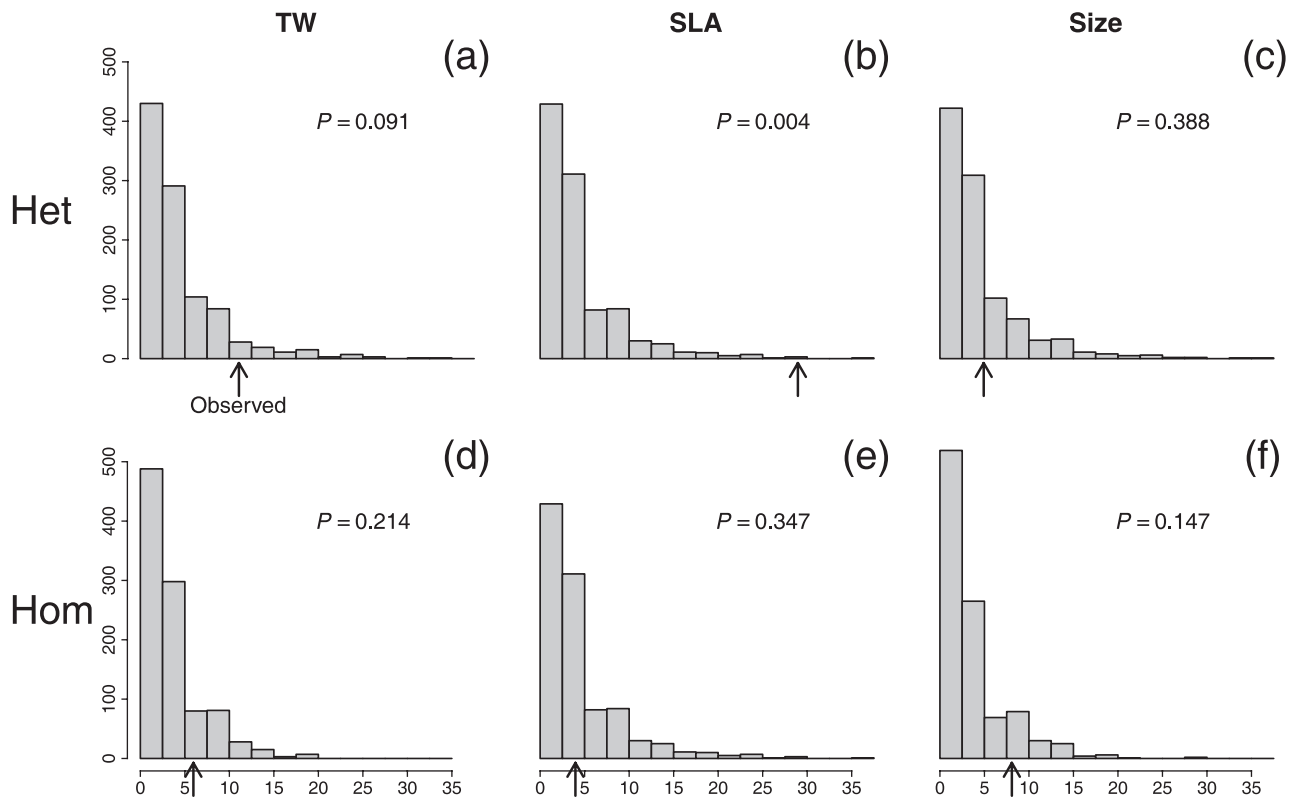 TW SLA Size
(a) (b) (c)
500
400
300
200
100
0
P = 0.091 P = 0.004 P = 0.388
Het
Observed
(d) (e) (f)
500
400
300
200
100
0
P = 0.214 P = 0.347 P = 0.147
Hom
0 5 10 15 20 25 30 35 0 5 10 15 20 25 30 35 0 5 10 15 20 25 30 35